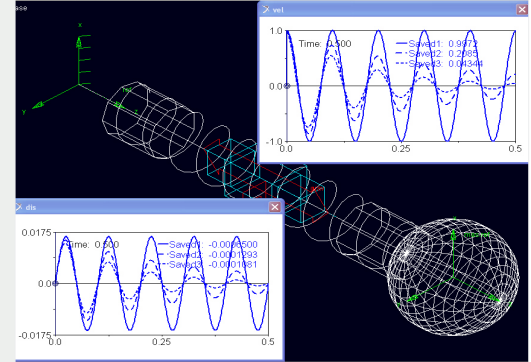 ase
vel
1.0
Time: 0.500
Saved1: 0.9972
Saved2: 0.2085
Saved3: 0.04344
0.0
-1.0
0.0
0.25
0.5
x
y
z
dis
0.0175
Time: 0.500
Saved1: -0.0006500
Saved2: -0.0001293
Saved3: -0.0001081
0.0
-0.0175
0.0
0.25
0.5